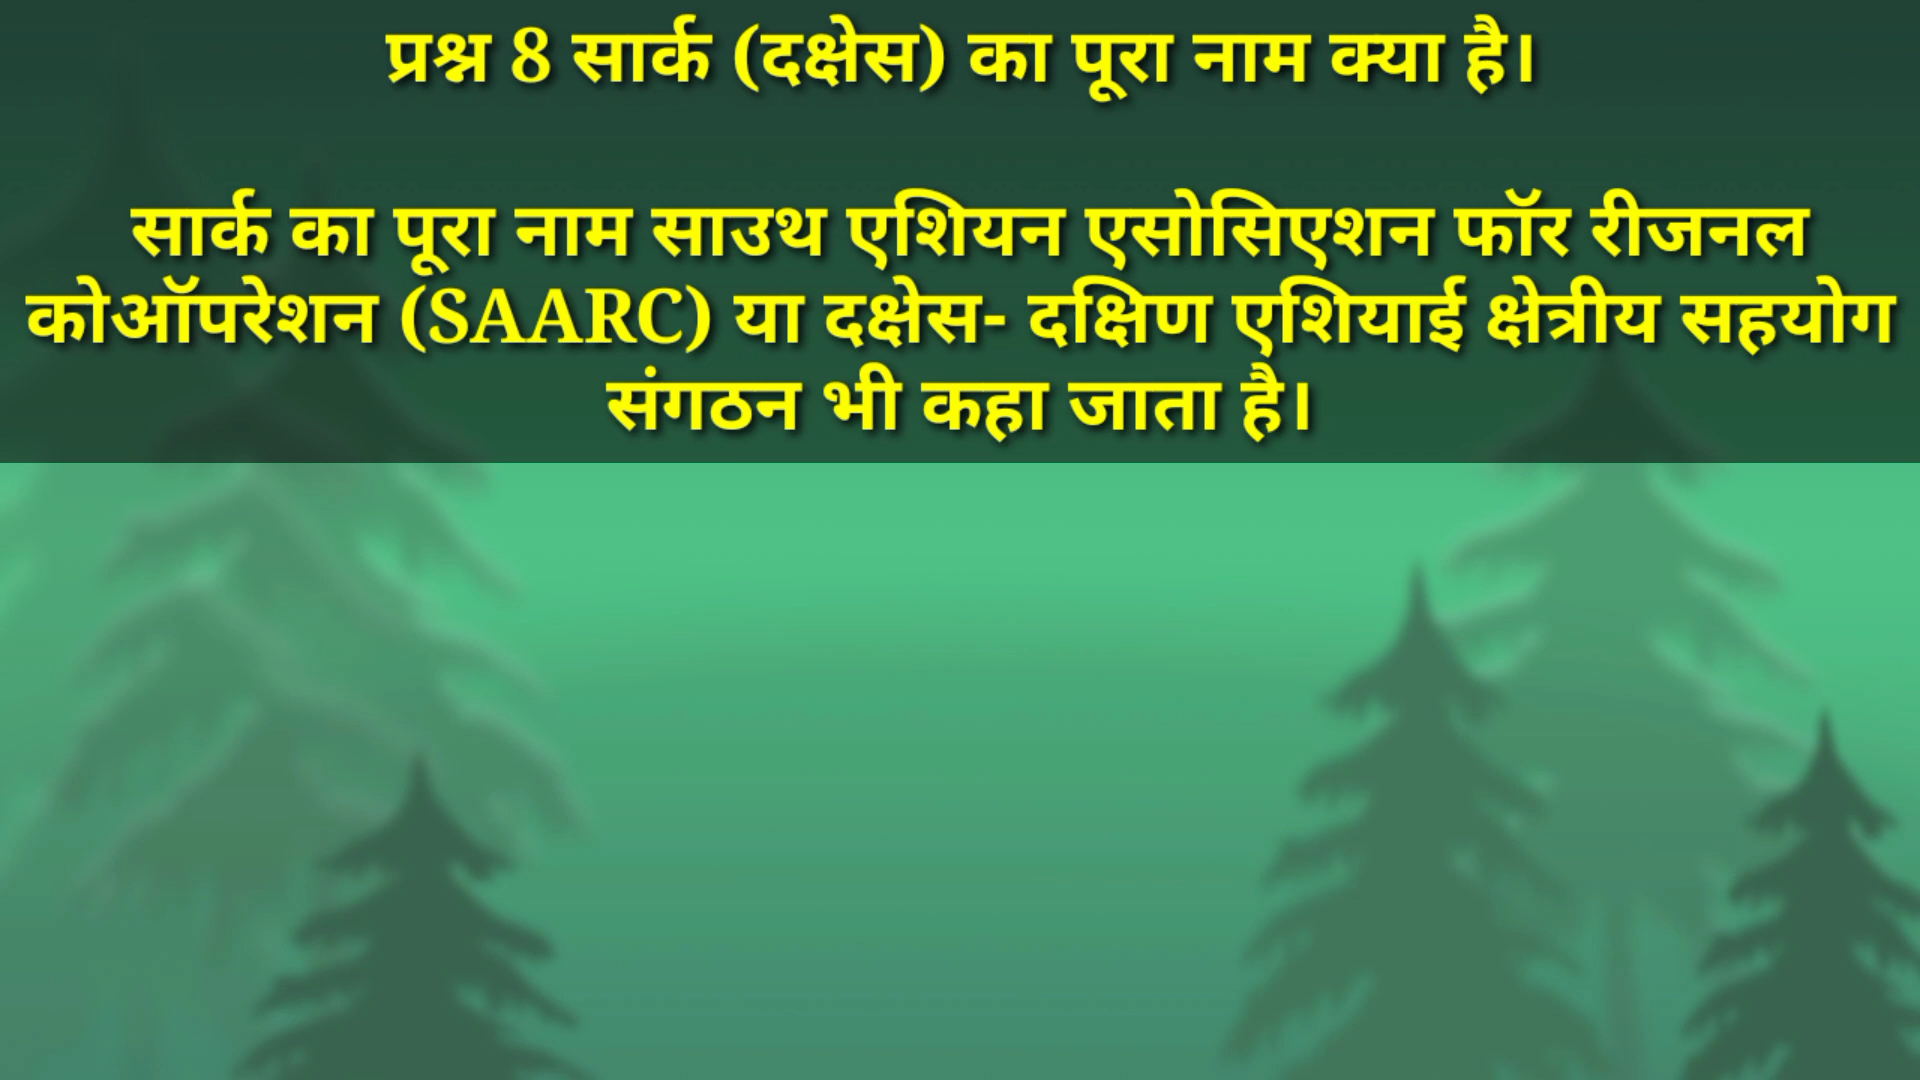 प्रश्न 8 सार्क (दक्षेस) का पूरा नाम क्या है।
सार्क का पूरा नाम साउथ एशियन एसोसिएशन फॉर रीजनल
कोऑपरेशन (SAARC) या दक्षेस- दक्षिण एशियाई क्षेत्रीय सहयोग
संगठन भी कहा जाता है।